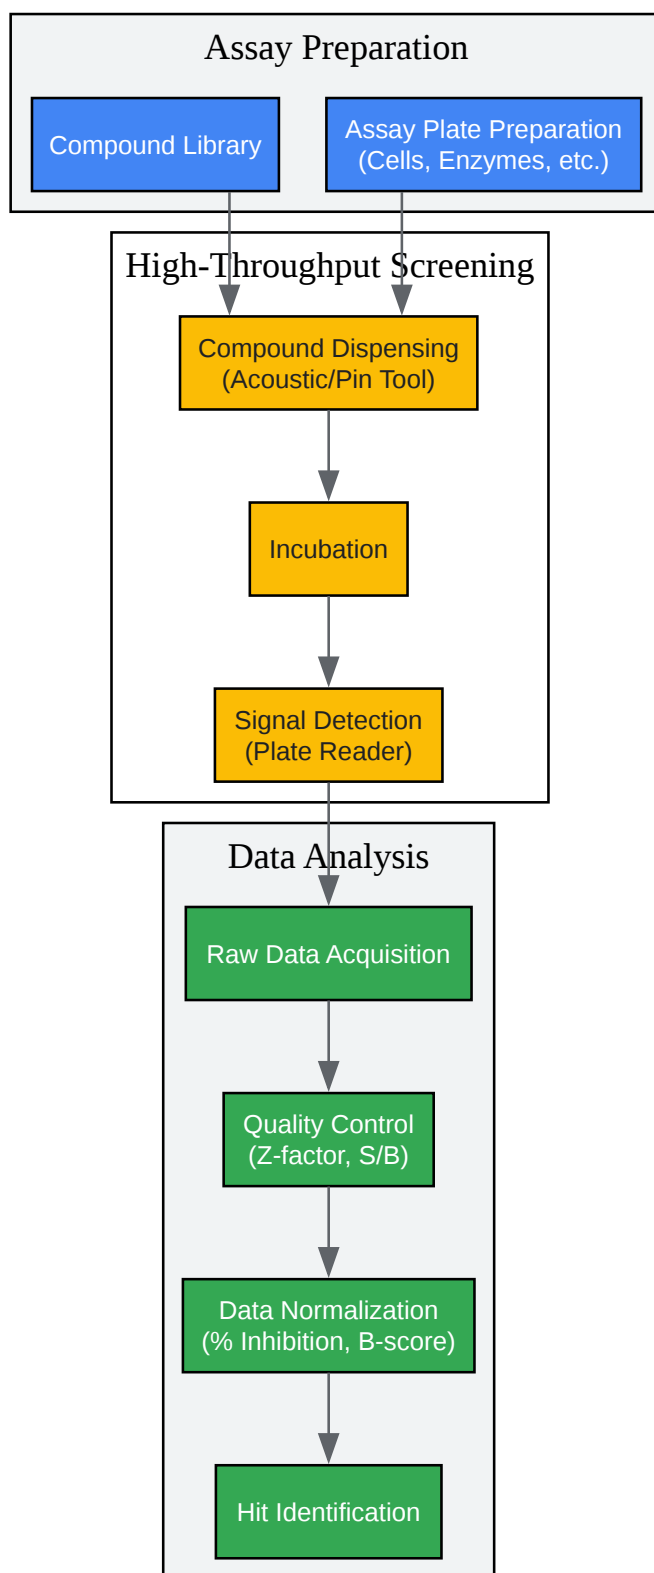 Assay Preparation
Compound Library
Assay Plate Preparation
(Cells, Enzymes, etc.)
High-Throughput Screening
Compound Dispensing
(Acoustic/Pin Tool)
Incubation
Signal Detection
(Plate Reader)
Data Analysis
Raw Data Acquisition
Quality Control
(Z-factor, S/B)
Data Normalization
(% Inhibition, B-score)
Hit Identification